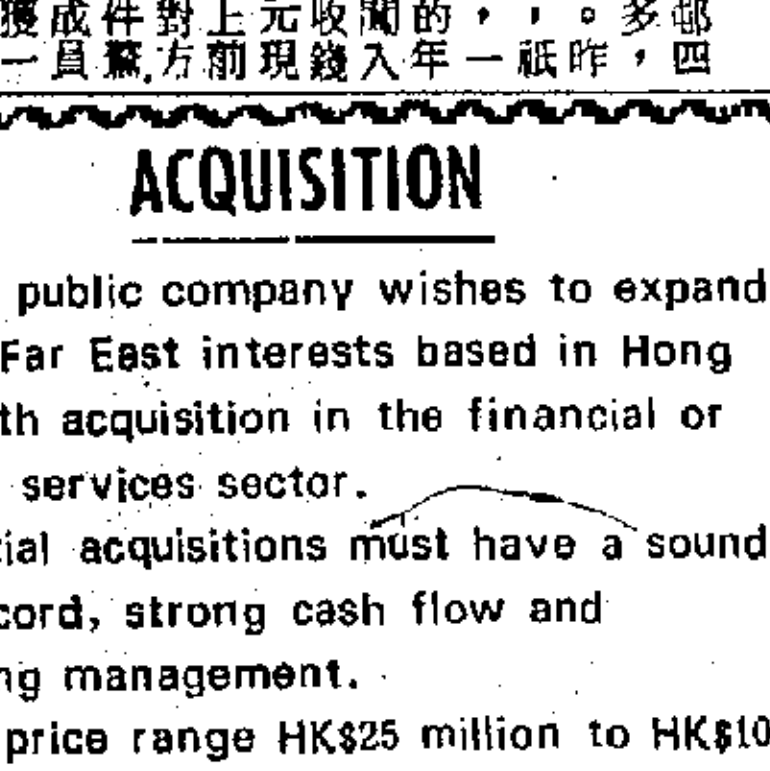 獲成件對上元收聞的，，。多邨
一員黨方前現錢入年一祇昨，四
ACQUISITION
public company wishes to expand
Far East interests based in Hong
th acquisition in the financial or
services sector.
tial acquisitions must have a sound
cord, strong cash flow and
ng management.
price range HK$25 million to HK$10